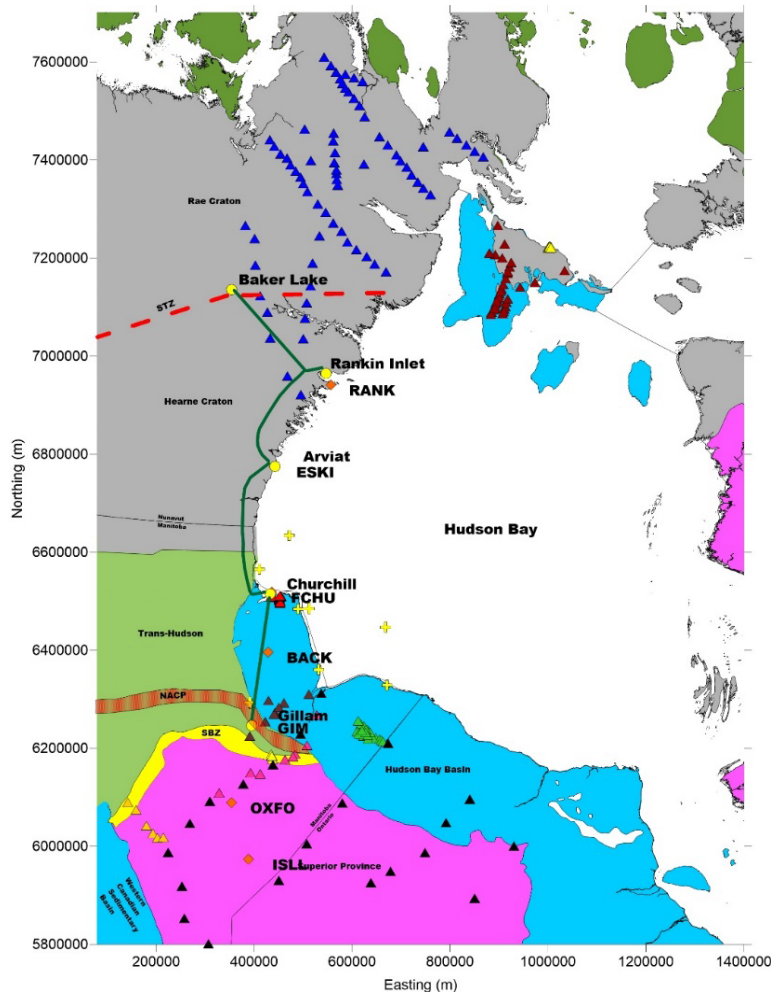 7600000
7400000
Rae Craton
7200000
Baker Lake
STZ
7000000
Rankin Inlet
RANK
Hearne Craton
Northing (m)
6800000
Arviat
ESKI
Nunavut
Manitoba
Hudson Bay
6600000
Churchill
FCHU
Trans-Hudson
6400000
BACK
NACP
Gillam
GIM
SBZ
6200000
Hudson Bay Basin
OXFO
Manitoba
Ontario
6000000
ISLL
Superior Province
Western
Canadian
Sedimentary
Basin
5800000
200000 400000 600000 800000 1000000 1200000 1400000
Easting (m)